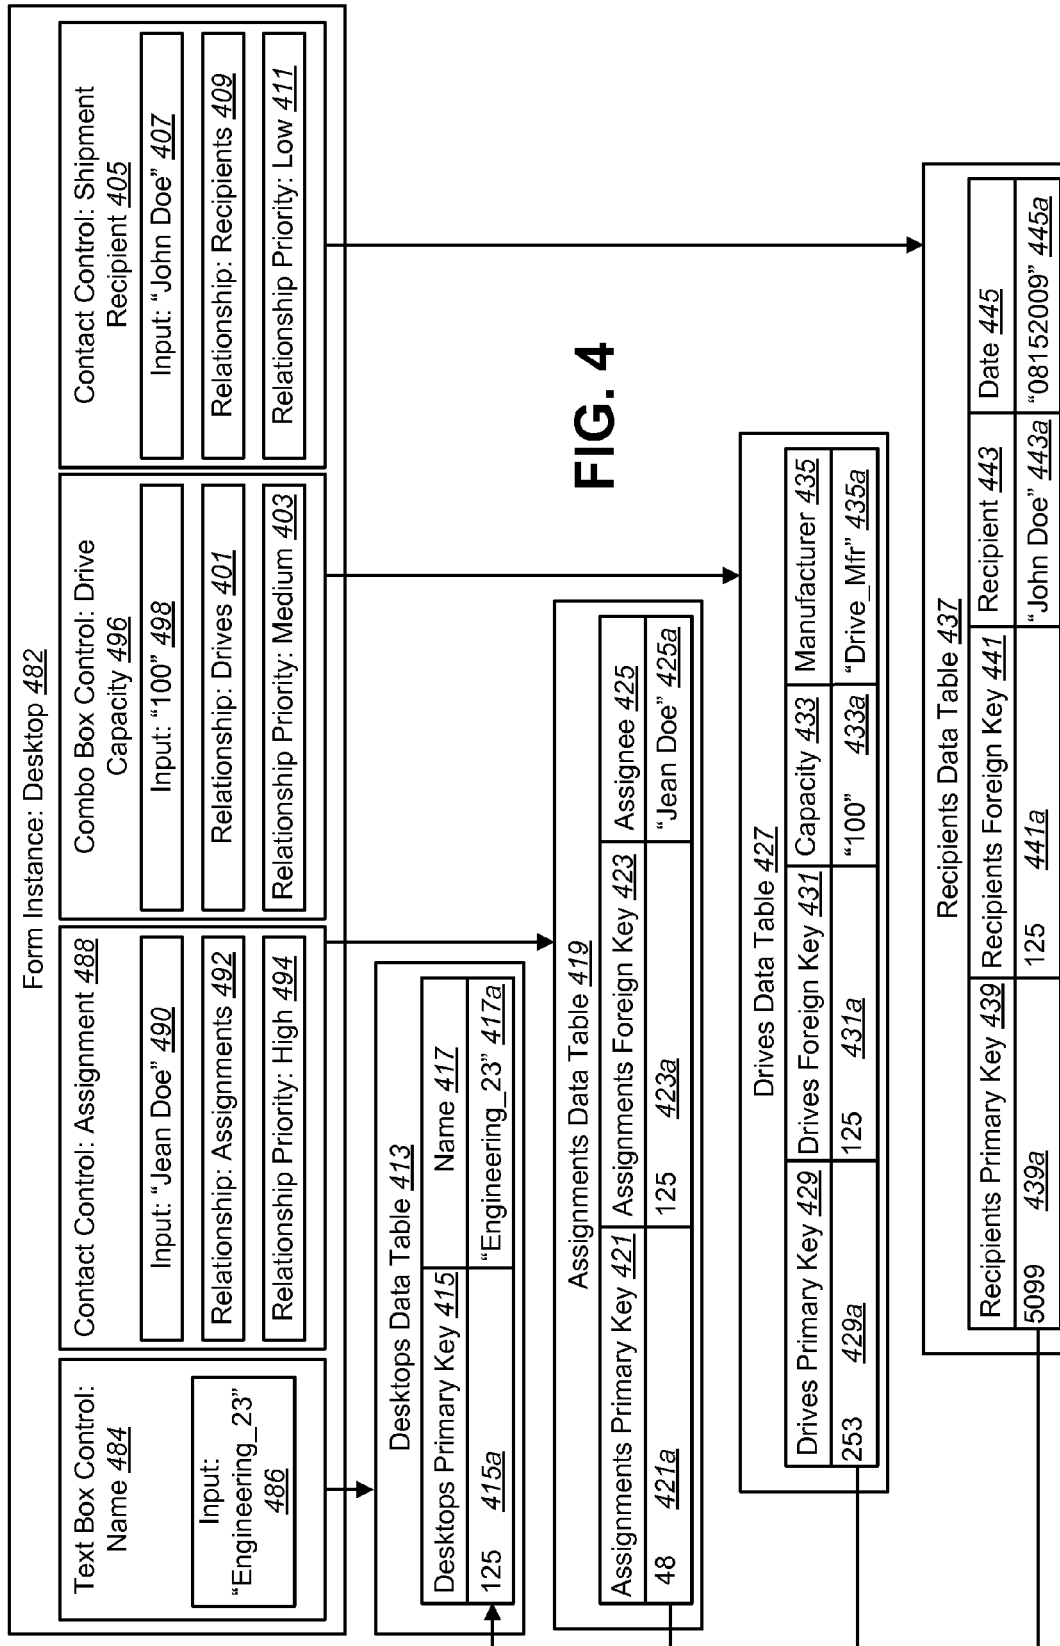 Form Instance: Desktop 482
Text Box Control:
Name 484
Input:
"Engineering_23"
486
Contact Control: Assignment 488
Input: "Jean Doe" 490
Relationship: Assignments 492
Relationship Priority: High 494
Combo Box Control: Drive
Capacity 496
Input: "100" 498
Relationship: Drives 401
Relationship Priority: Medium 403
Contact Control: Shipment
Recipient 405
Input: "John Doe" 407
Relationship: Recipients 409
Relationship Priority: Low 411
Desktops Data Table 413
Desktops Primary Key 415
Name 417
125 415a
"Engineering_23" 417a
Assignments Data Table 419
Assignments Primary Key 421
Assignments Foreign Key 423
Assignee 425
48 421a
125 423a
"Jean Doe" 425a
FIG. 4
Drives Data Table 427
Drives Primary Key 429
Drives Foreign Key 431
Capacity 433
Manufacturer 435
253 429a
125 431a
"100" 433a
"Drive_Mfr" 435a
Recipients Data Table 437
Recipients Primary Key 439
Recipients Foreign Key 441
Recipient 443
Date 445
5099 439a
125 441a
"John Doe" 443a
"08152009" 445a